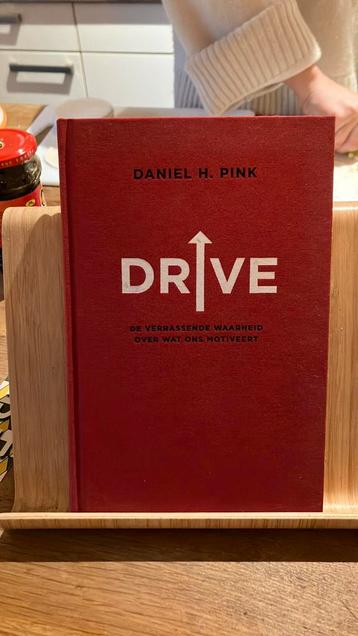 DANIEL H. PINK
DRIVE
DE VERRASSENDE WAARHEID
OVER WAT ONS MOTIVEERT